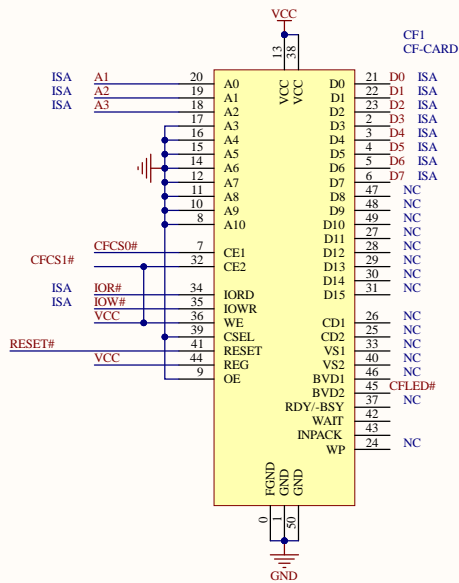 VCC
CF1
CF-CARD
13
38
VCC
VCC
ISA A1 20 A0 D0 21 D0 ISA
ISA A2 19 A1 D1 22 D1 ISA
ISA A3 18 A2 D2 23 D2 ISA
17 A3 D3 2 D3 ISA
16 A4 D4 3 D4 ISA
15 A5 D5 4 D5 ISA
14 A6 D6 5 D6 ISA
12 A7 D7 6 D7 ISA
11 A8 D8 47 NC
10 A9 D9 48 NC
8 A10 D10 49 NC
D11 27 NC
CFCS0# 7 CE1 D12 28 NC
CFCS1# 32 CE2 D13 29 NC
D14 30 NC
ISA IOR# 34 IORD D15 31 NC
ISA IOW# 35 IOWR
VCC 36 WE CD1 26 NC
39 CSEL CD2 25 NC
RESET# 41 RESET VS1 33 NC
VCC 44 REG VS2 40 NC
9 OE BVD1 46 NC
BVD2 45 CFLED#
RDY/-BSY 37 NC
WAIT 42
INPACK 43
WP 24 NC
FGND
GND
GND
0
1
50
GND